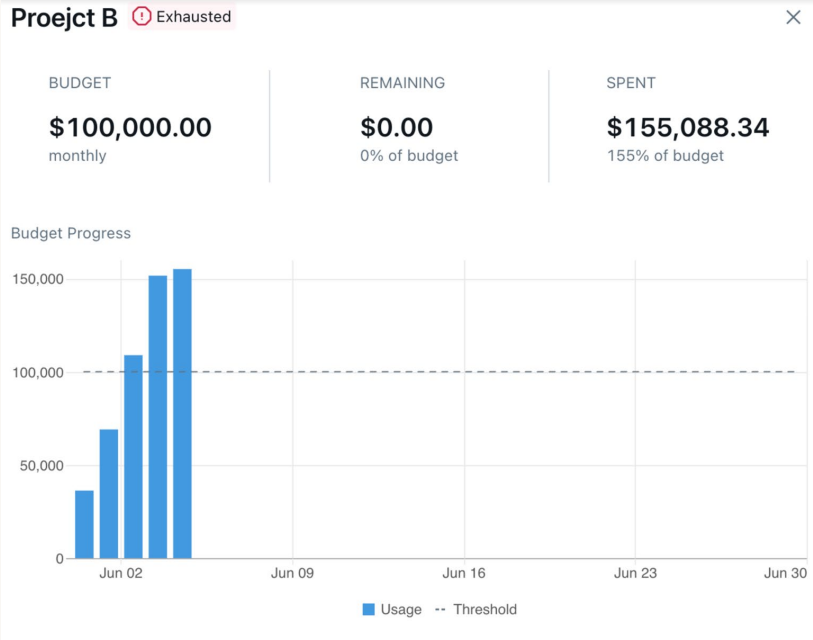 Proejct B Exhausted
BUDGET REMAINING SPENT
$100,000.00 $0.00 $155,088.34
monthly 0% of budget 155% of budget
Budget Progress
150,000
100,000
50,000
0
Jun 02 Jun 09 Jun 16 Jun 23 Jun 30
Usage -- Threshold